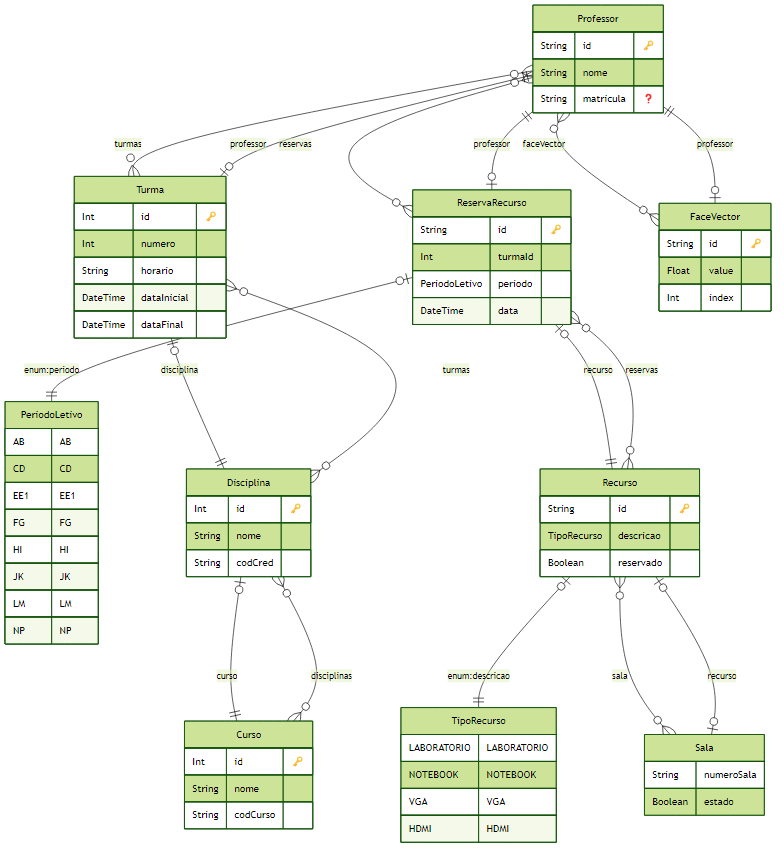 Professor
String id
String nome
String matricula ?
turmas
professor
reservas
professor
faceVector
professor
Turma
Int id
Int numero
String horario
DateTime dataInicial
DateTime dataFinal
ReservaRecurso
String id
Int turmaId
PeriodoLetivo periodo
DateTime data
FaceVector
String id
Float value
Int index
enum:periodo
disciplina
turmas
recurso
reservas
PeriodoLetivo
AB AB
CD CD
EE1 EE1
FG FG
HI HI
JK JK
LM LM
NP NP
Disciplina
Int id
String nome
String codCred
Recurso
String id
TipoRecurso descricao
Boolean reservado
curso
disciplinas
enum:descricao
sala
recurso
Curso
Int id
String nome
String codCurso
TipoRecurso
LABORATORIO LABORATORIO
NOTEBOOK NOTEBOOK
VGA VGA
HDMI HDMI
Sala
String numeroSala
Boolean estado